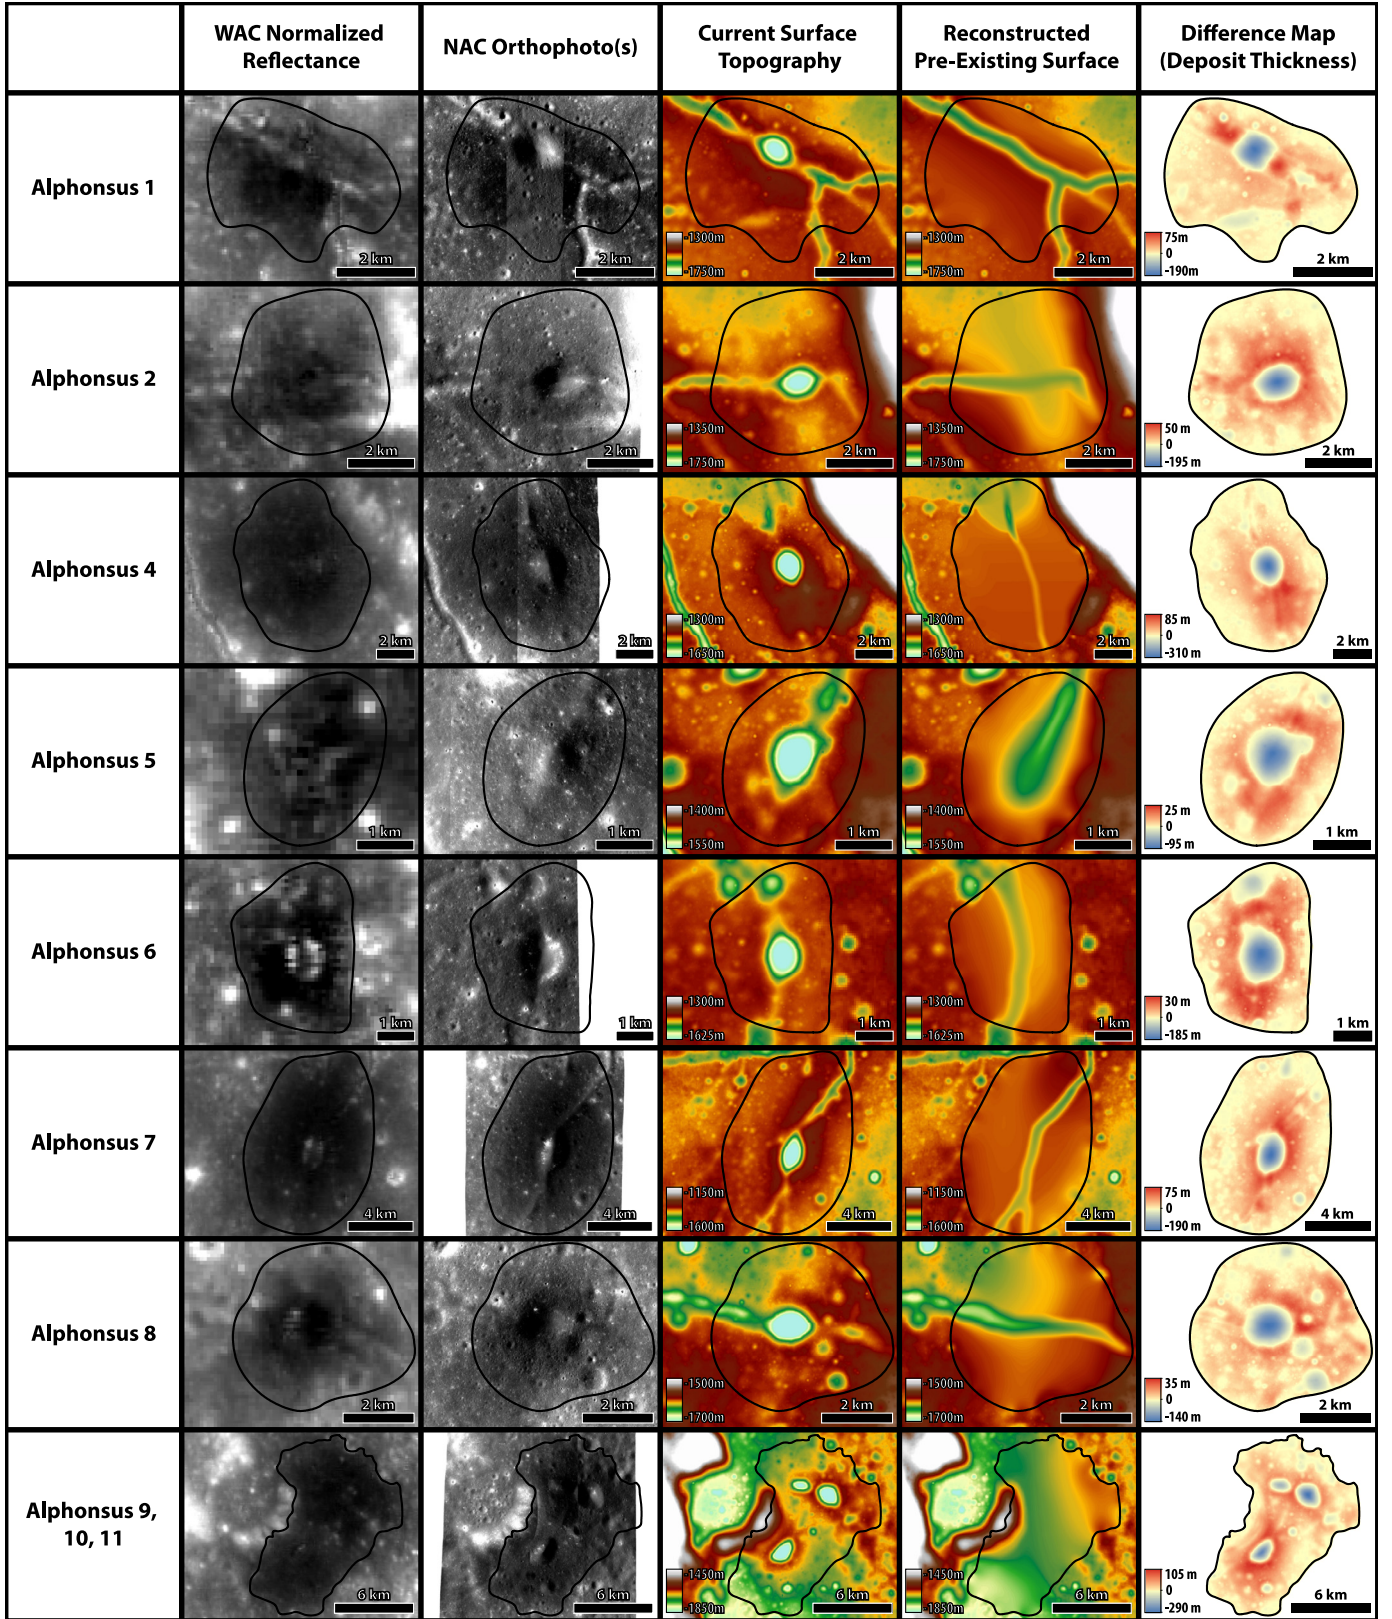 WAC Normalized
Reflectance
NAC Orthophoto(s)
Current Surface
Topography
Reconstructed
Pre-Existing Surface
Difference Map
(Deposit Thickness)
Alphonsus 1
2 km
2 km
-1300m
-1750m
2 km
-1300m
-1750m
2 km
75m
0
-190m
2 km
Alphonsus 2
2 km
2 km
-1350m
-1750m
2 km
-1350m
-1750m
2 km
50 m
0
-195 m
2 km
Alphonsus 4
2 km
2 km
-1300m
-1650m
2 km
-1300m
-1650m
2 km
85 m
0
-310 m
2 km
Alphonsus 5
1 km
1 km
-1400m
-1550m
1 km
-1400m
-1550m
1 km
25 m
0
-95 m
1 km
Alphonsus 6
1 km
1 km
-1300m
-1625m
1 km
-1300m
-1625m
1 km
30 m
0
-185 m
1 km
Alphonsus 7
4 km
4 km
-1150m
-1600m
4 km
-1150m
-1600m
4 km
75 m
0
-190 m
4 km
Alphonsus 8
2 km
2 km
-1500m
-1700m
2 km
-1500m
-1700m
2 km
35 m
0
-140 m
2 km
Alphonsus 9,
10, 11
6 km
6 km
-1450m
-1850m
6 km
-1450m
-1850m
6 km
105 m
0
-290 m
6 km